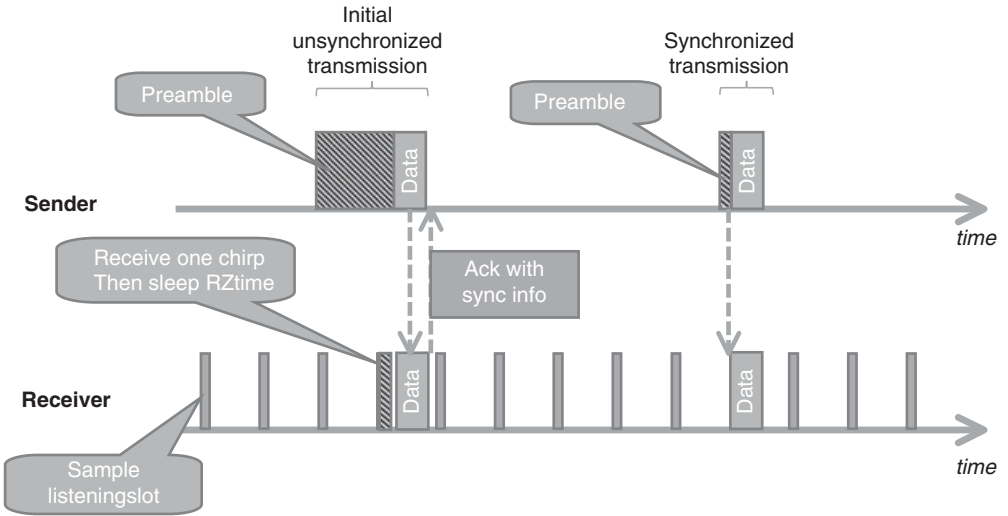 Initial
unsynchronized
transmission
Synchronized
transmission
Preamble
Preamble
Data
Data
Sender
time
Receive one chirp
Then sleep RZtime
Ack with
sync info
Data
Data
Receiver
time
Sample
listeningslot